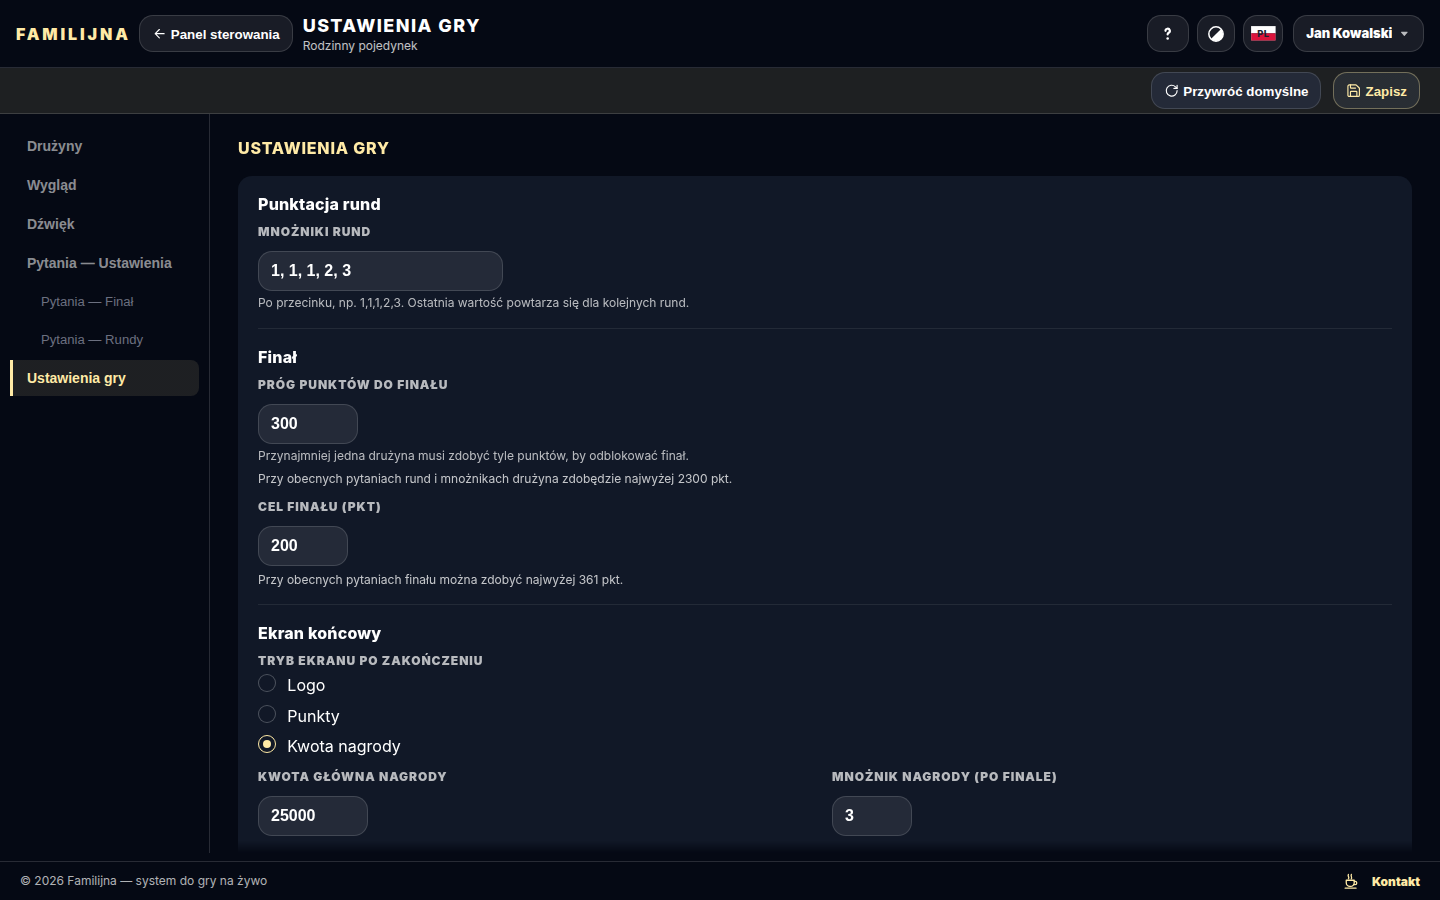 FAMILIJNA
Panel sterowania
USTAWIENIA GRY
Rodzinny pojedynek
?
PL
Jan Kowalski
Przywróć domyślne
Zapisz
Drużyny
Wygląd
Dźwięk
Pytania — Ustawienia
Pytania — Finał
Pytania — Rundy
Ustawienia gry
USTAWIENIA GRY
Punktacja rund
MNOŻNIKI RUND
1, 1, 1, 2, 3
Po przecinku, np. 1,1,1,2,3. Ostatnia wartość powtarza się dla kolejnych rund.
Finał
PRÓG PUNKTÓW DO FINAŁU
300
Przynajmniej jedna drużyna musi zdobyć tyle punktów, by odblokować finał.
Przy obecnych pytaniach rund i mnożnikach drużyna zdobędzie najwyżej 2300 pkt.
CEL FINAŁU (PKT)
200
Przy obecnych pytaniach finału można zdobyć najwyżej 361 pkt.
Ekran końcowy
TRYB EKRANU PO ZAKOŃCZENIU
Logo
Punkty
Kwota nagrody
KWOTA GŁÓWNA NAGRODY
25000
MNOŻNIK NAGRODY (PO FINALE)
3
© 2026 Familijna — system do gry na żywo
Kontakt